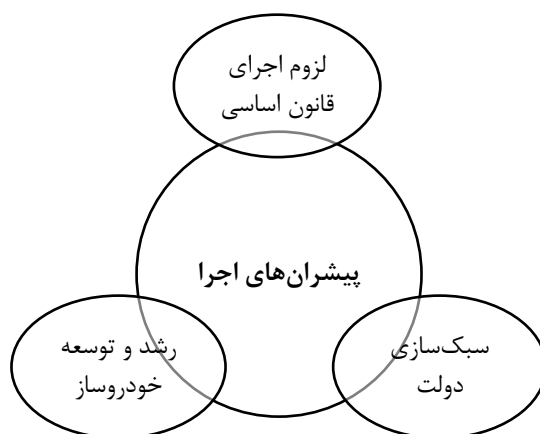 لزوم اجرای
قانون اساسی
پیشران‌های اجرا
رشد و توسعه
خودروساز
سبک‌سازی
دولت